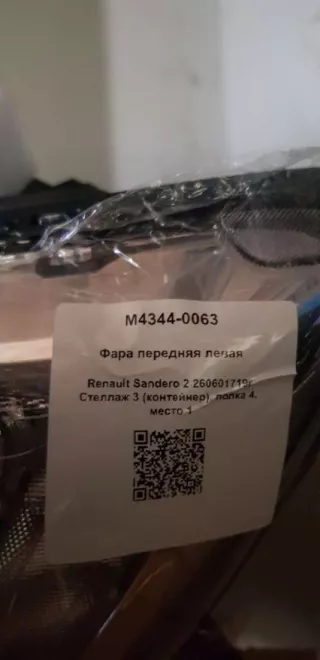 M4344-0063
Фара передняя левая
Renault Sandero 2 260601719r
Стеллаж 3 (контейнер), полка 4,
место 1